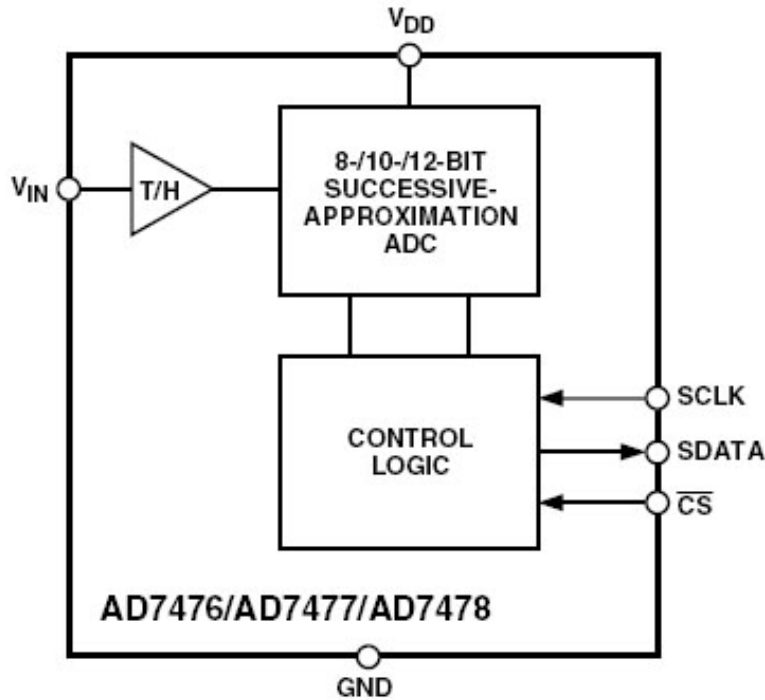 VDD
VIN
T/H
8-/10-/12-BIT
SUCCESSIVE-
APPROXIMATION
ADC
CONTROL
LOGIC
SCLK
SDATA
CS
AD7476/AD7477/AD7478
GND